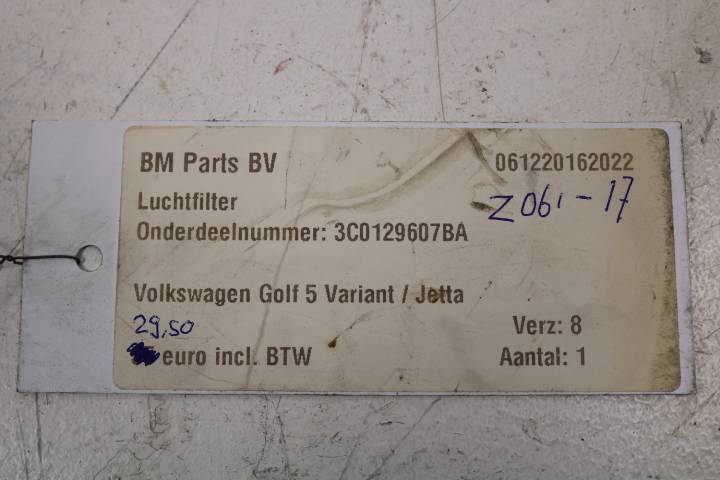 BM Parts BV 061220162022
Luchtfilter Z061-17
Onderdeelnummer: 3C0129607BA
Volkswagen Golf 5 Variant / Jetta
29,50 Verz: 8
euro incl. BTW Aantal: 1